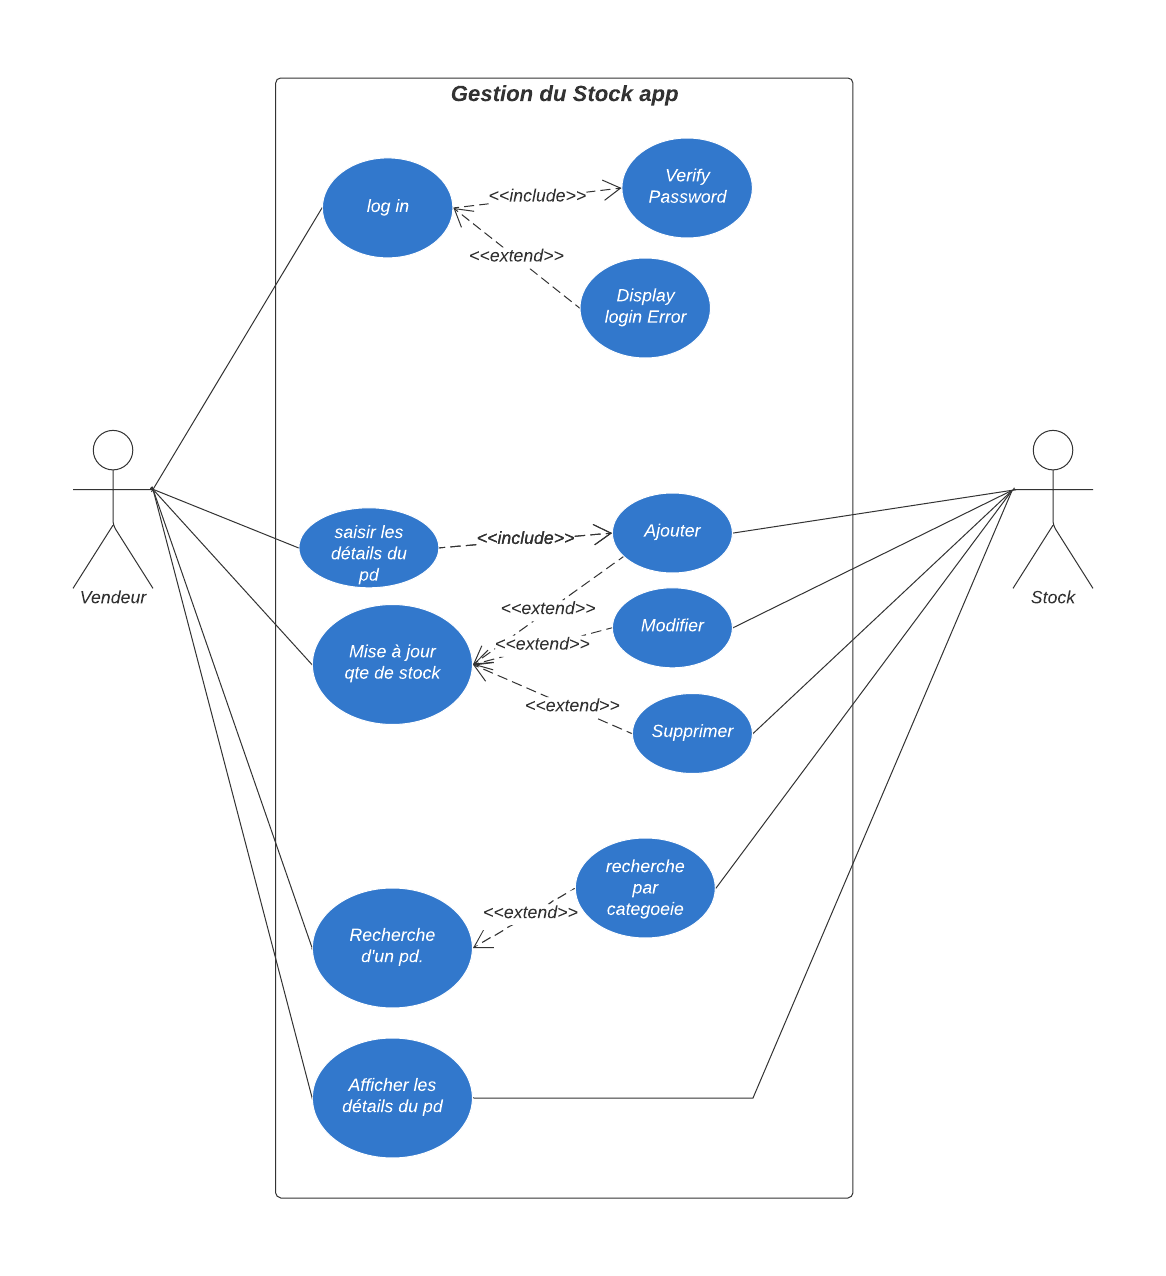 Gestion du Stock app
log in
<<include>>
Verify
Password
<<extend>>
Display
login Error
Vendeur
saisir les
détails du
pd
<<include>>
Ajouter
Stock
<<extend>>
Mise à jour
qte de stock
<<extend>>
Modifier
<<extend>>
Supprimer
recherche
par
categoeie
<<extend>>
Recherche
d'un pd.
Afficher les
détails du pd